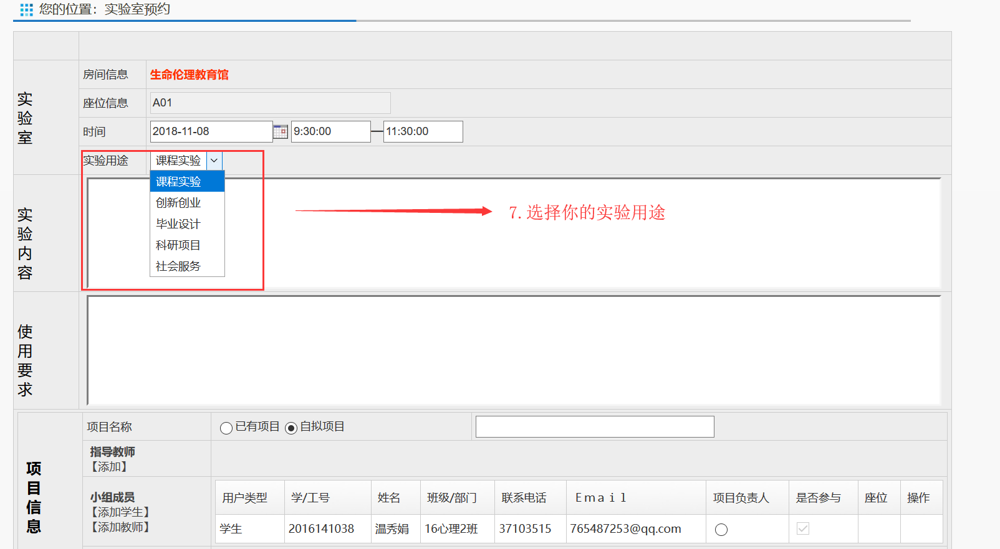 您的位置：实验室预约
实验室
房间信息 生命伦理教育馆
座位信息 A01
时间 2018-11-08 9:30:00—11:30:00
实验用途 课程实验
课程实验
创新创业
毕业设计
科研项目
社会服务
7.选择你的实验用途
实验内容
使用要求
项目信息
项目名称 已有项目 自拟项目
指导教师
【添加】
小组成员
【添加学生】
【添加教师】
用户类型 学/工号 姓名 班级/部门 联系电话 Email 项目负责人 是否参与 座位 操作
学生 2016141038 温秀娟 16心理2班 37103515 765487253@qq.com